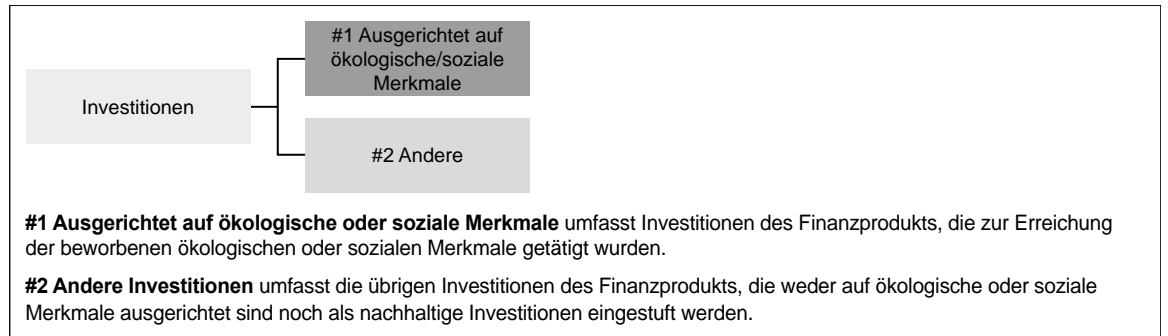 #1 Ausgerichtet auf
ökologische/soziale
Merkmale
Investitionen
#2 Andere
#1 Ausgerichtet auf ökologische oder soziale Merkmale umfasst Investitionen des Finanzprodukts, die zur Erreichung
der beworbenen ökologischen oder sozialen Merkmale getätigt wurden.
#2 Andere Investitionen umfasst die übrigen Investitionen des Finanzprodukts, die weder auf ökologische oder soziale
Merkmale ausgerichtet sind noch als nachhaltige Investitionen eingestuft werden.